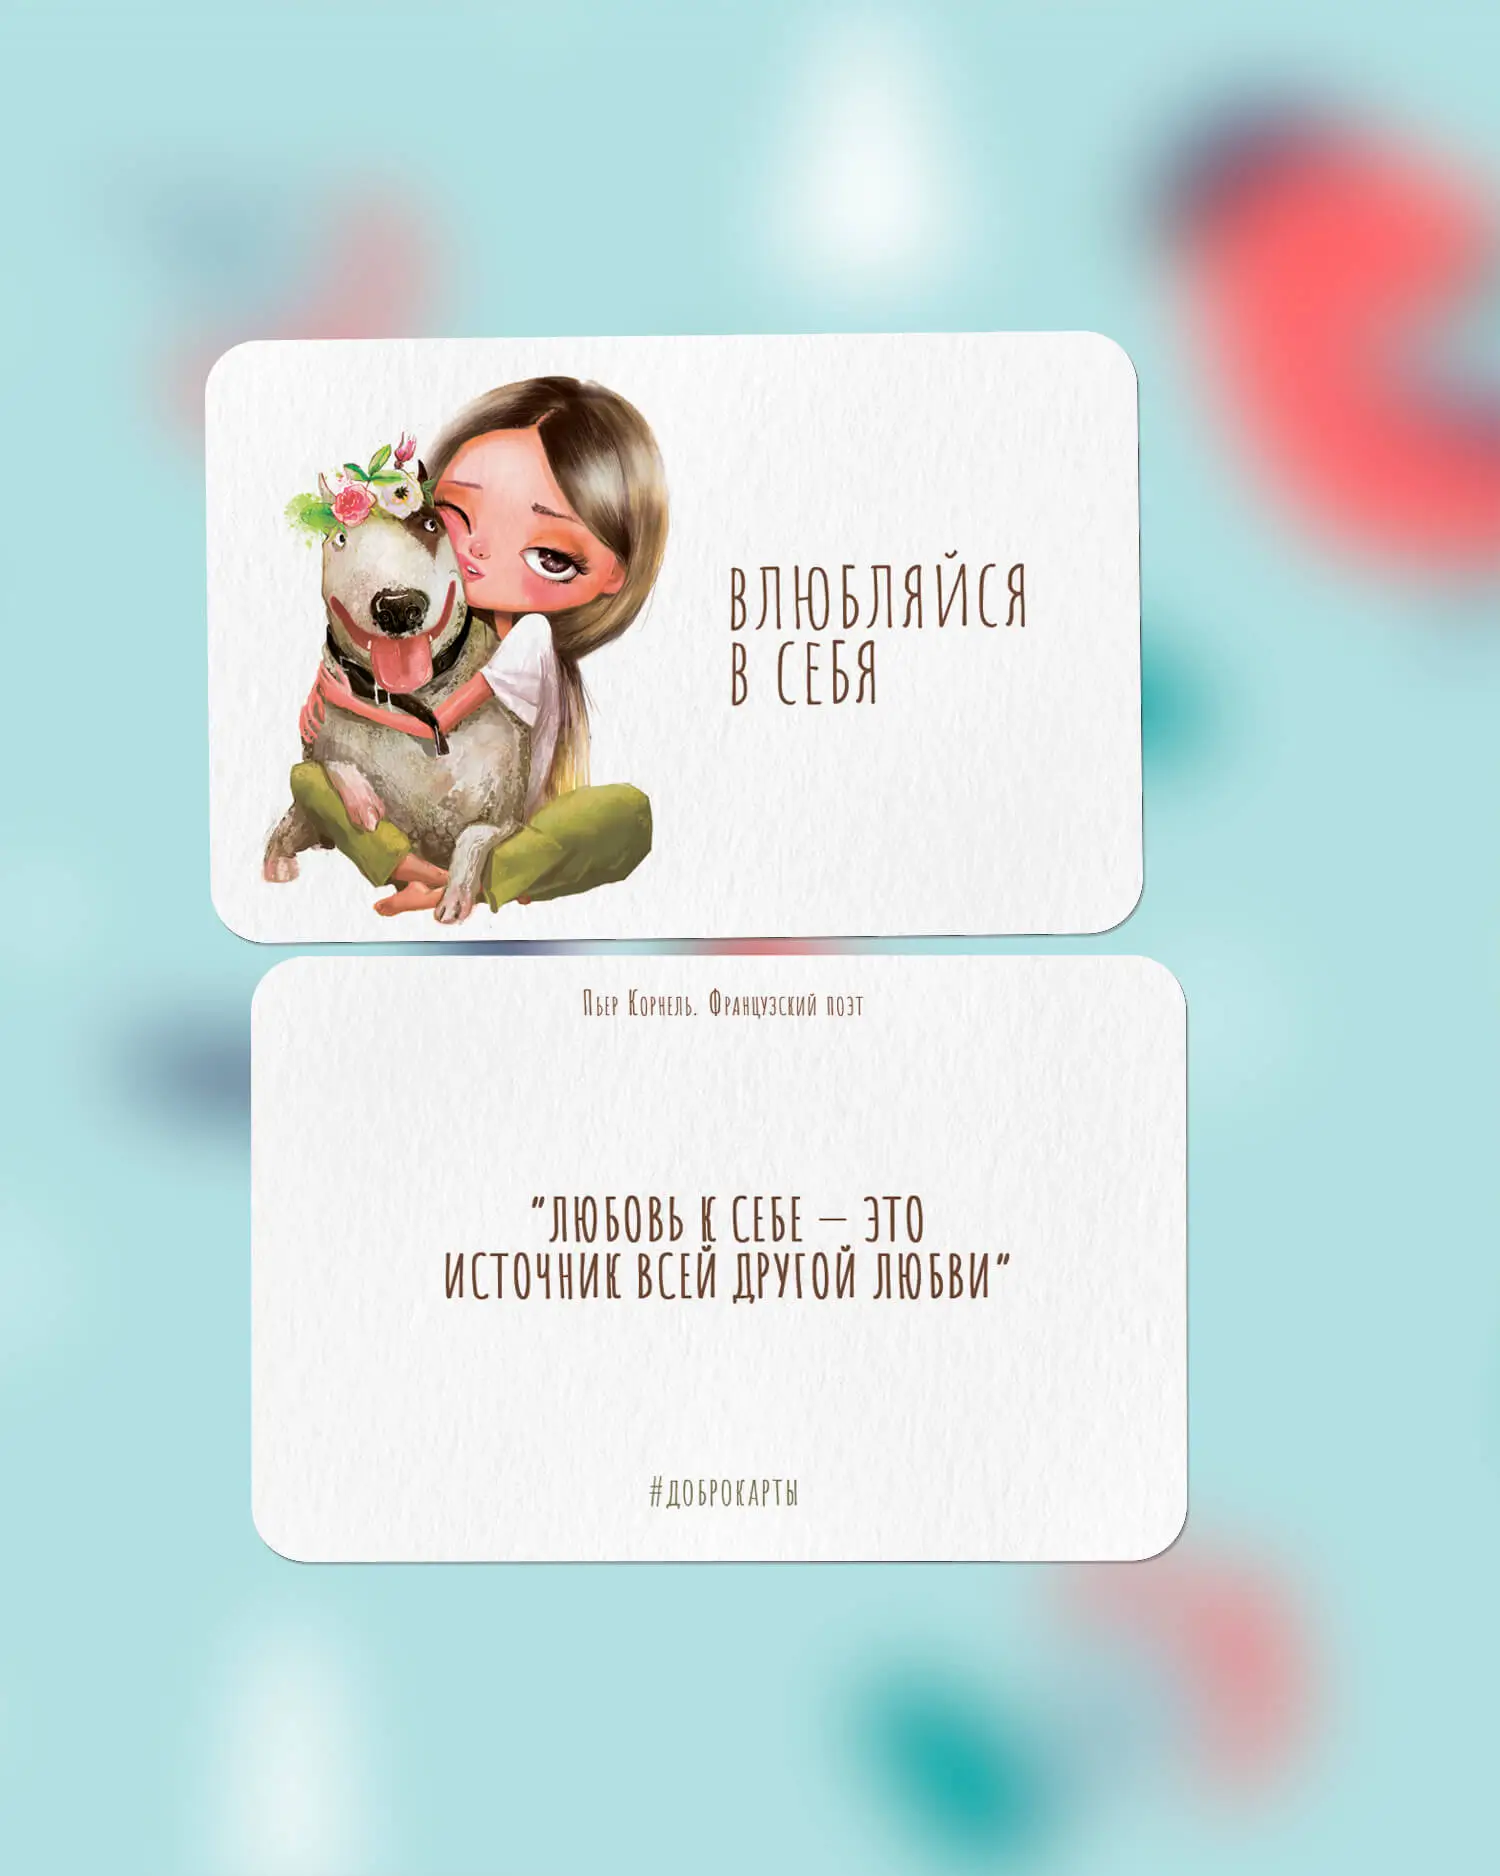 ВЛЮБЛЯЙСЯ
В СЕБЯ
Пьер Корнель. Французский поэт
"ЛЮБОВЬ К СЕБЕ – ЭТО
ИСТОЧНИК ВСЕЙ ДРУГОЙ ЛЮБВИ"
#ДОБРОКАРТЫ